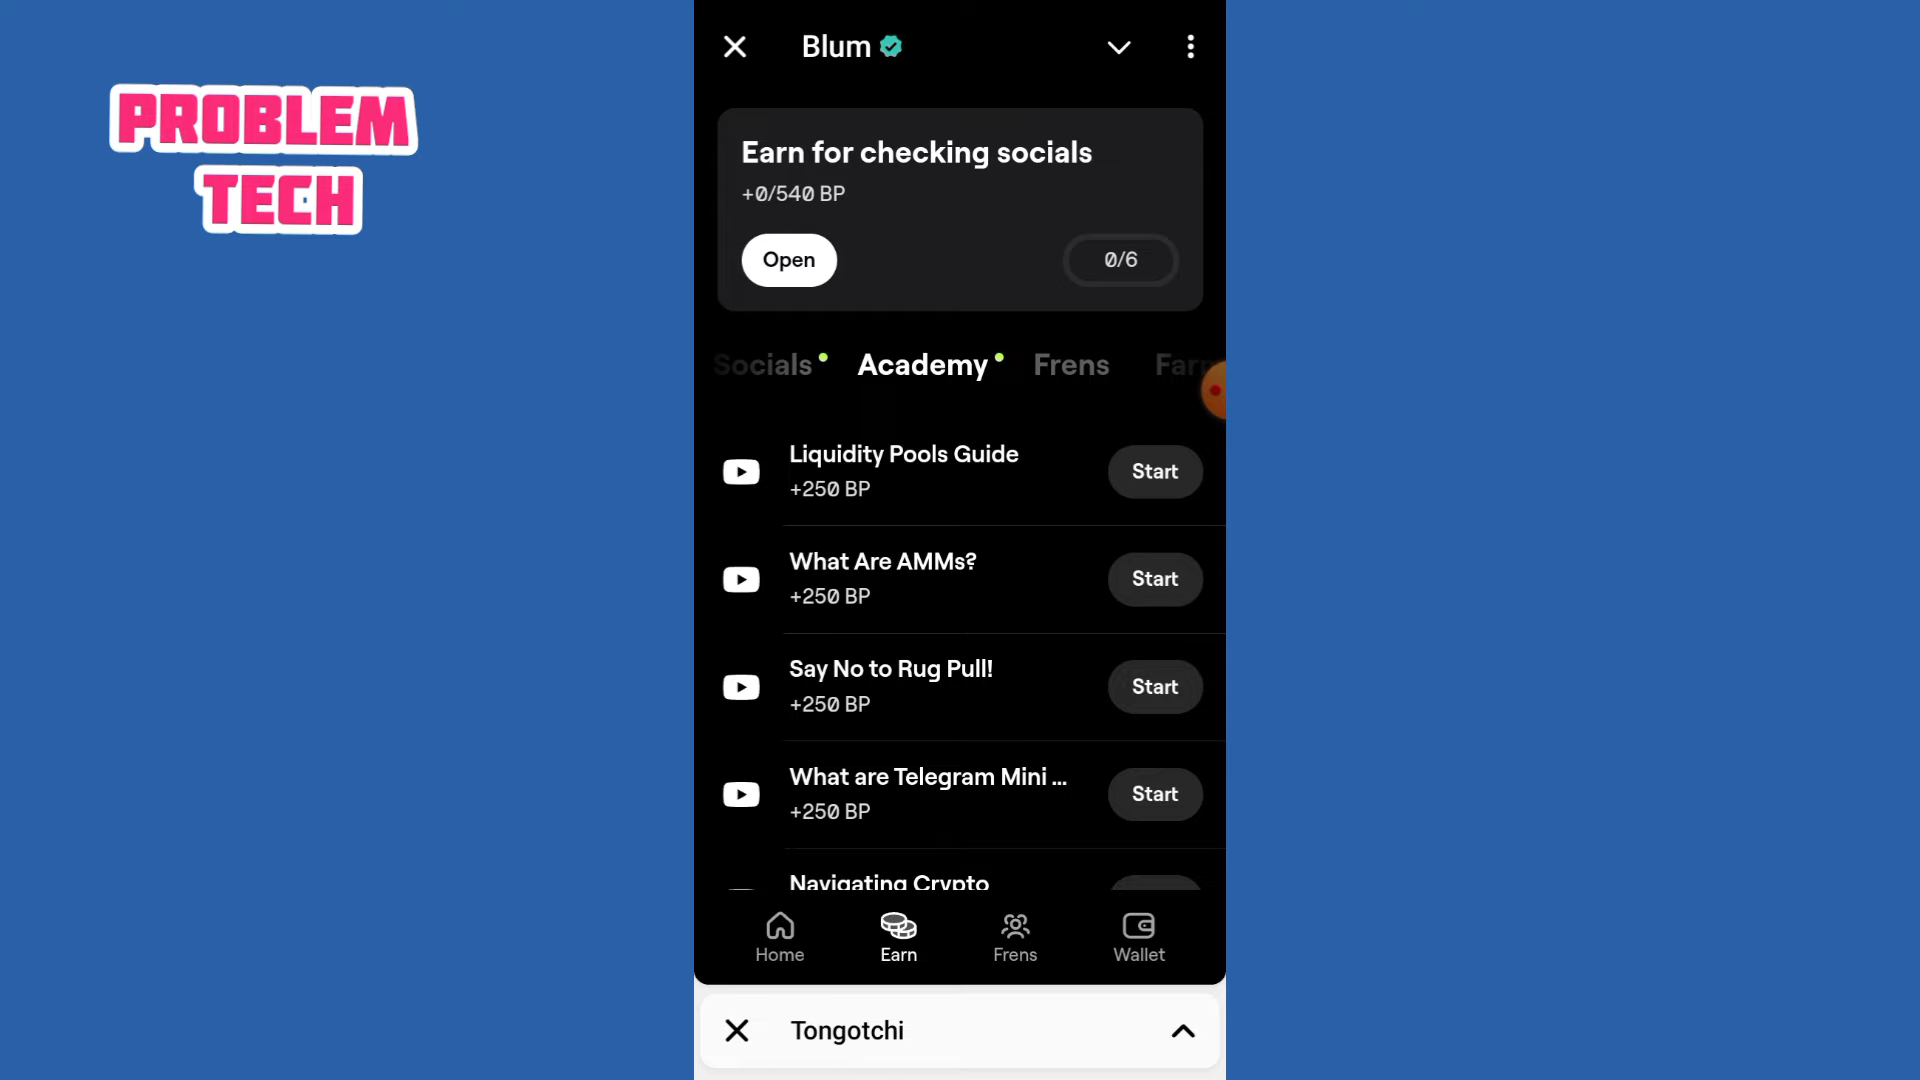 PROBLEM
TECH
Blum
Earn for checking socials
+0/540 BP
Open
0/6
Socials
Academy
Frens
Farm
Liquidity Pools Guide
+250 BP
Start
What Are AMMs?
+250 BP
Start
Say No to Rug Pull!
+250 BP
Start
What are Telegram Mini ...
+250 BP
Start
Navigating Crypto
Home
Earn
Frens
Wallet
Tongotchi